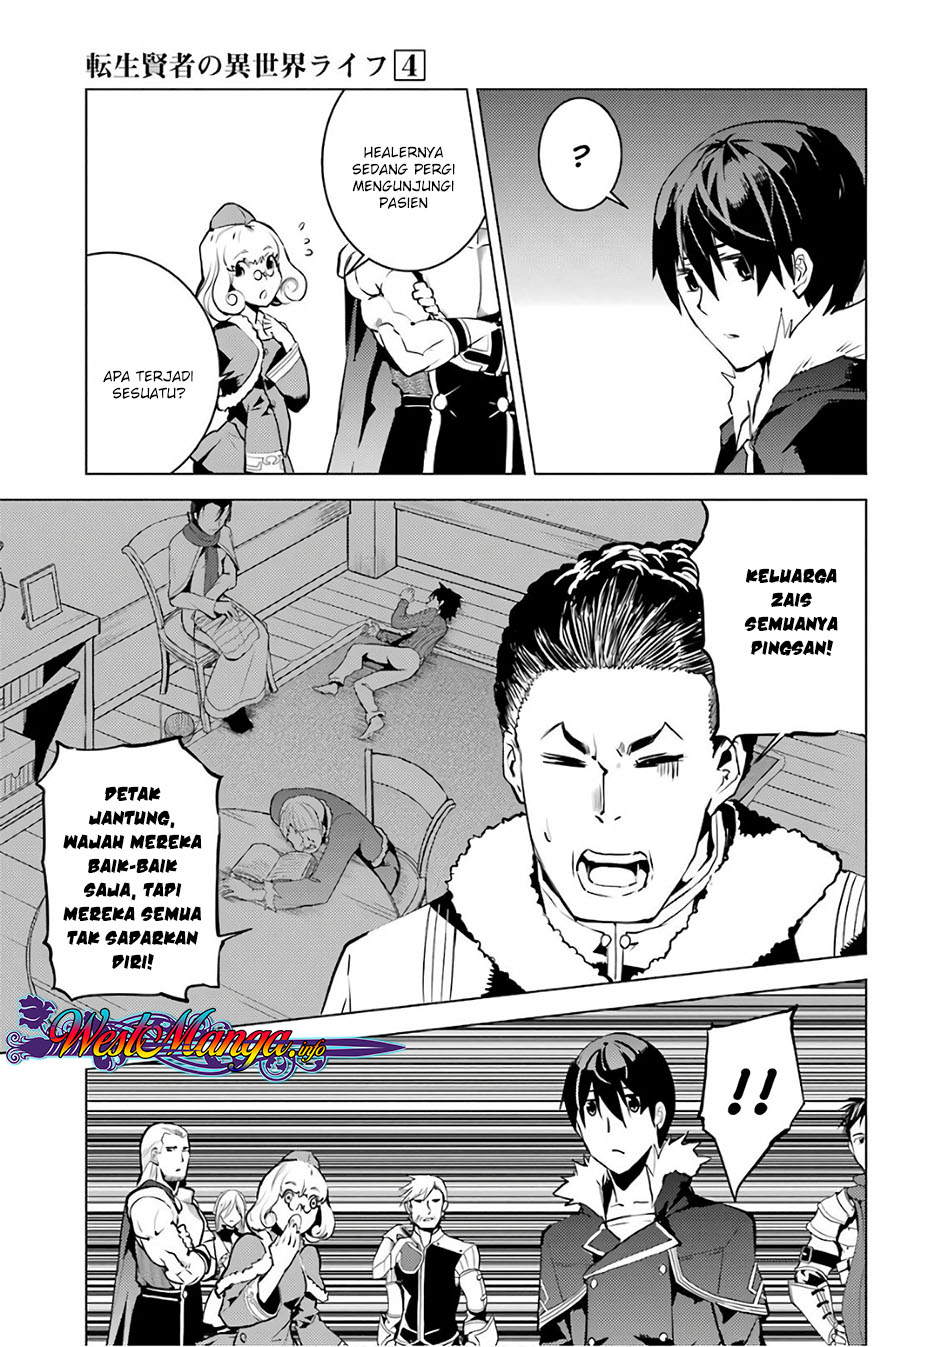 転生賢者の異世界ライフ 4
?
HEALERNYA
SEDANG PERGI
MENGUNJUNGI
PASIEN
APA TERJADI
SESUATU?
KELUARGA
ZAIS
SEMUANYA
PINGSAN!
DETAK
JANTUNG,
WAJAH MEREKA
BAIK-BAIK
SAJA, TAPI
MEREKA SEMUA
TAK SADARKAN
DIRI!
WestManga.info
!!